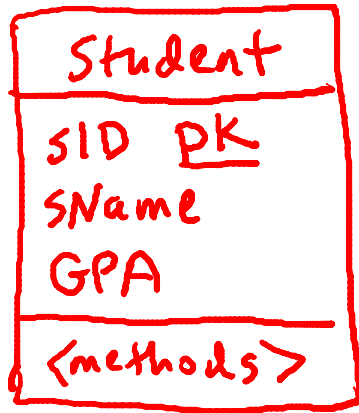 Student
sID PK
sName
GPA
<methods>